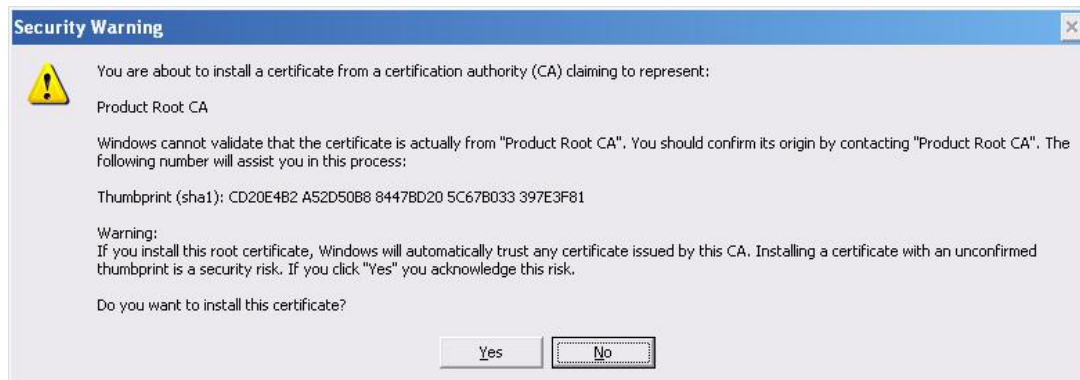 Security Warning
You are about to install a certificate from a certification authority (CA) claiming to represent:
Product Root CA
Windows cannot validate that the certificate is actually from "Product Root CA". You should confirm its origin by contacting "Product Root CA". The
following number will assist you in this process:
Thumbprint (sha1): CD20E4B2 A52D50B8 8447BD20 5C67B033 397E3F81
Warning:
If you install this root certificate, Windows will automatically trust any certificate issued by this CA. Installing a certificate with an unconfirmed
thumbprint is a security risk. If you click "Yes" you acknowledge this risk.
Do you want to install this certificate?
Yes
No